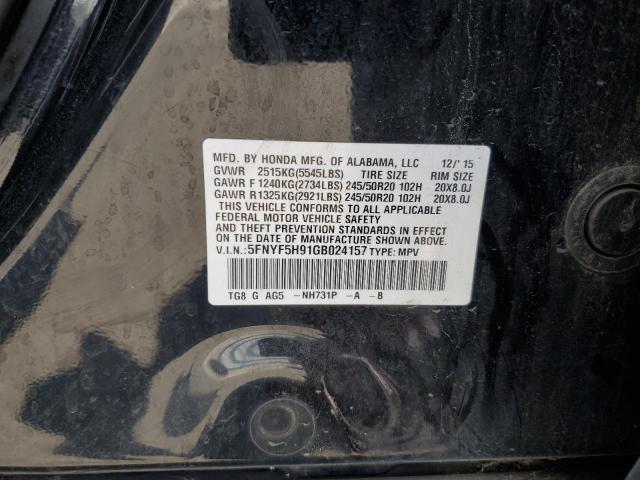 MFD. BY HONDA MFG. OF ALABAMA, LLC 12/'15
GVWR 2515KG(5545LBS) TIRE SIZE RIM SIZE
GAWR F 1240KG(2734LBS) 245/50R20 102H 20X8.0J
GAWR R1325KG(2921LBS) 245/50R20 102H 20X8.0J
THIS VEHICLE CONFORMS TO ALL APPLICABLE
FEDERAL MOTOR VEHICLE SAFETY
AND THEFT PREVENTION STANDARDS IN EFFECT
ON THE DATE OF MANUFACTURE SHOWN ABOVE.
V.I.N.: 5FNYF5H91GB024157 TYPE: MPV
TG8 G AG5 -NH731P -A -B